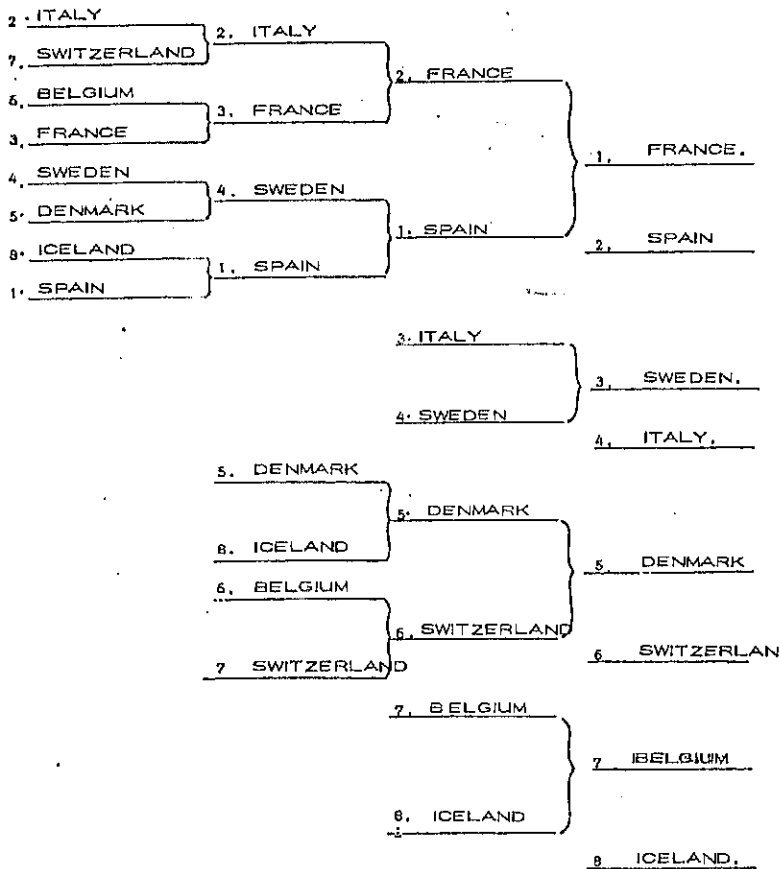 2. ITALY
7. SWITZERLAND
6. BELGIUM
3. FRANCE
4. SWEDEN
5. DENMARK
8. ICELAND
1. SPAIN
2. ITALY
3. FRANCE
4. SWEDEN
1. SPAIN
2. FRANCE
1. SPAIN
1. FRANCE.
2. SPAIN
3. ITALY
4. SWEDEN
3. SWEDEN.
4. ITALY.
5. DENMARK
8. ICELAND
6. BELGIUM
7 SWITZERLAND
5. DENMARK
6. SWITZERLAND
5. DENMARK
6 SWITZERLAN
7. BELGIUM
8. ICELAND
7 BELGIUM
8 ICELAND.